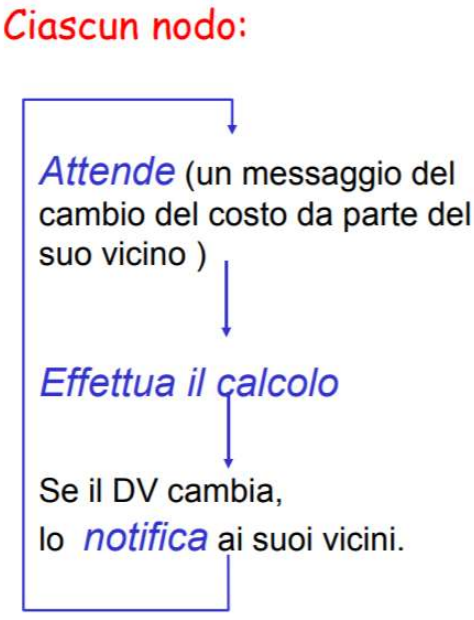 Ciascun nodo:
Attende (un messaggio del
cambio del costo da parte del
suo vicino )
Effettua il calcolo
Se il DV cambia,
lo notifica ai suoi vicini.